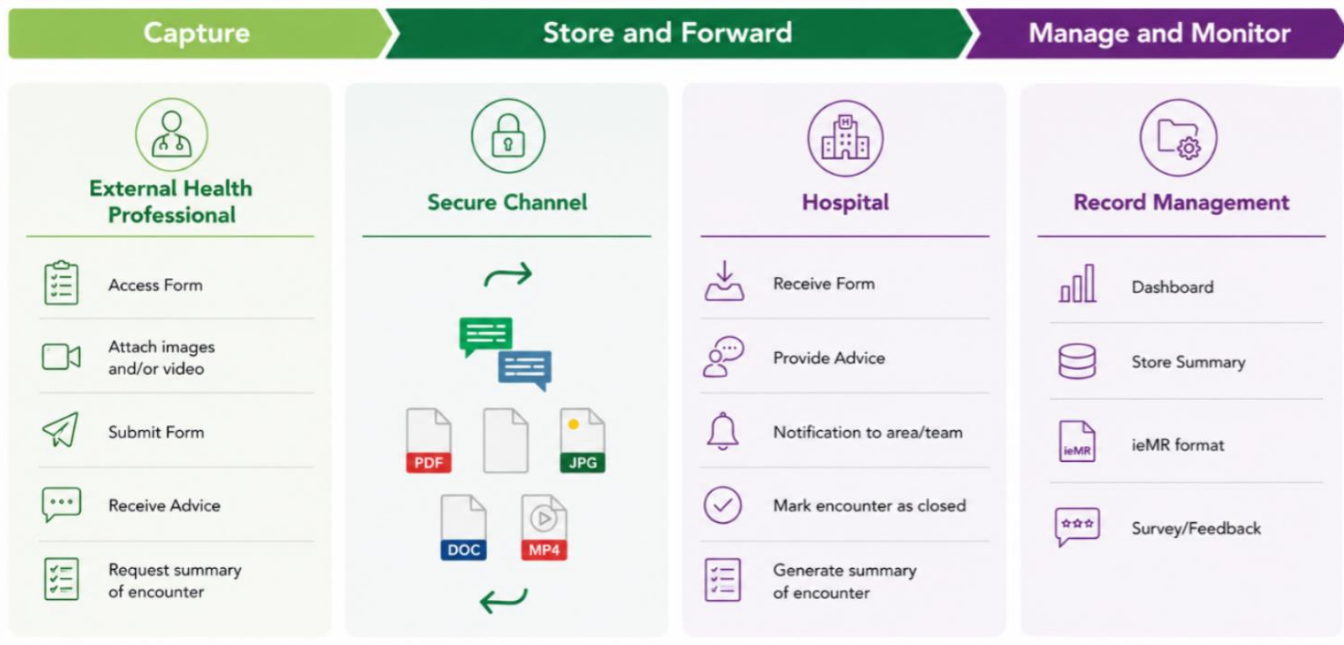 Capture
Store and Forward
Manage and Monitor
External Health
Professional
Access Form
Attach images
and/or video
Submit Form
Receive Advice
Request summary
of encounter
Secure Channel
PDF
JPG
DOC
MP4
H
Hospital
Receive Form
Provide Advice
Notification to area/team
Mark encounter as closed
Generate summary
of encounter
Record Management
Dashboard
Store Summary
ieMR
ieMR format
Survey/Feedback